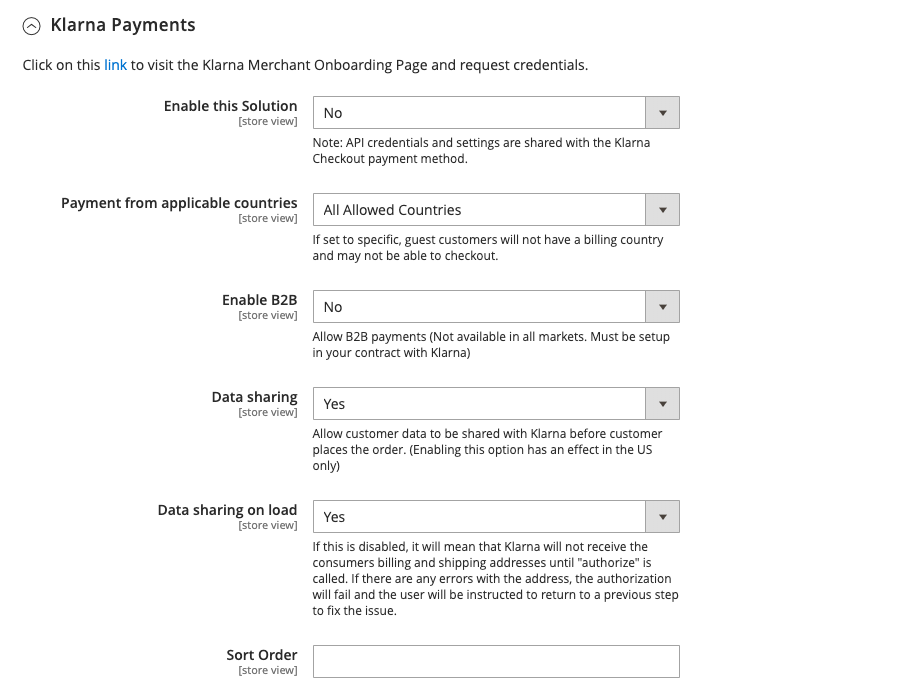 Klarna Payments
Click on this link to visit the Klarna Merchant Onboarding Page and request credentials.
Enable this Solution
[store view]
No
Note: API credentials and settings are shared with the Klarna
Checkout payment method.
Payment from applicable countries
[store view]
All Allowed Countries
If set to specific, guest customers will not have a billing country
and may not be able to checkout.
Enable B2B
[store view]
No
Allow B2B payments (Not available in all markets. Must be setup
in your contract with Klarna)
Data sharing
[store view]
Yes
Allow customer data to be shared with Klarna before customer
places the order. (Enabling this option has an effect in the US
only)
Data sharing on load
[store view]
Yes
If this is disabled, it will mean that Klarna will not receive the
consumers billing and shipping addresses until "authorize" is
called. If there are any errors with the address, the authorization
will fail and the user will be instructed to return to a previous step
to fix the issue.
Sort Order
[store view]